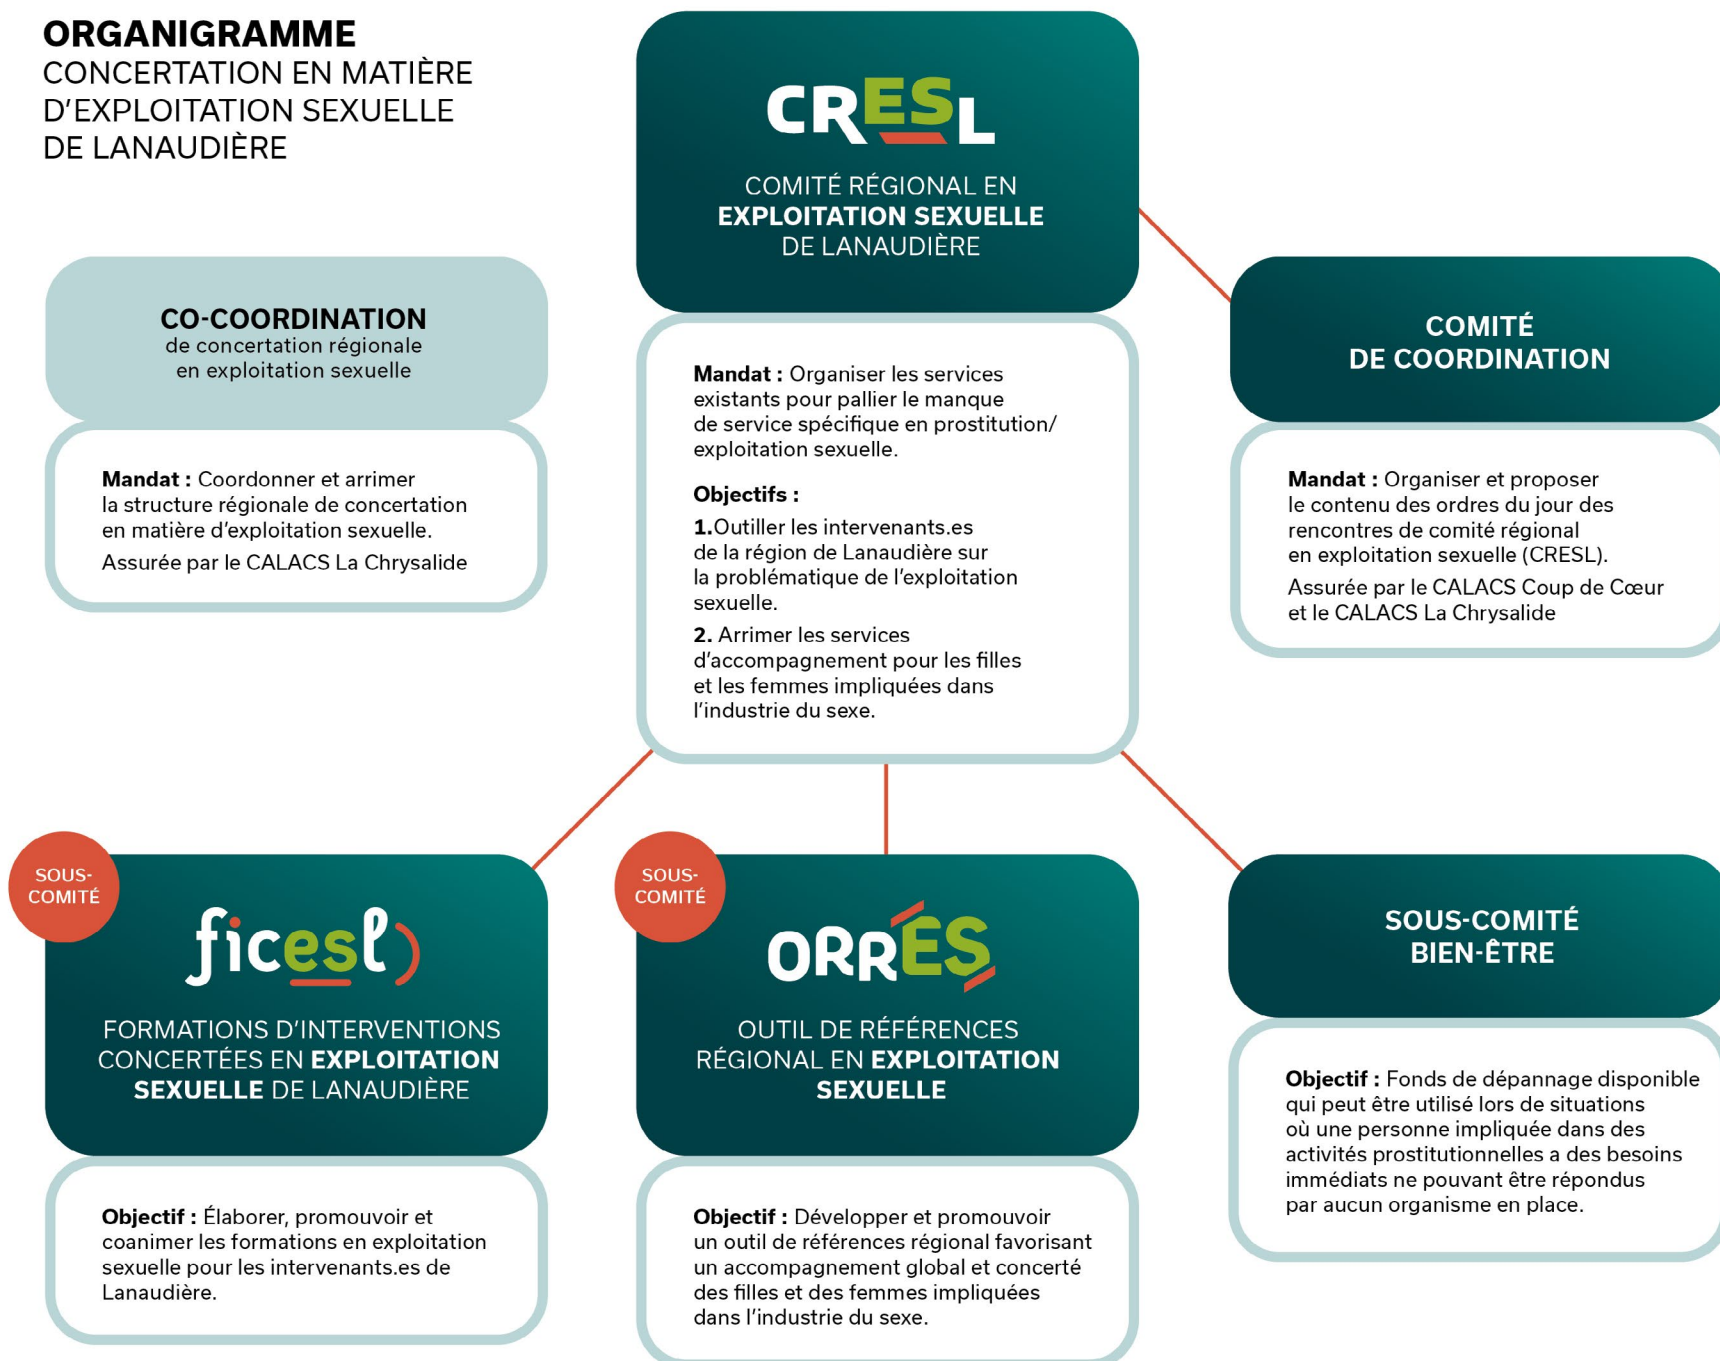 ORGANIGRAMME
CONCERTATION EN MATIÈRE
D'EXPLOITATION SEXUELLE
DE LANAUDIÈRE
CRESL
COMITÉ RÉGIONAL EN
EXPLOITATION SEXUELLE
DE LANAUDIÈRE
Mandat : Organiser les services
existants pour pallier le manque
de service spécifique en prostitution/
exploitation sexuelle.
Objectifs :
1.Outiller les intervenants.es
de la région de Lanaudière sur
la problématique de l'exploitation
sexuelle.
2. Arrimer les services
d'accompagnement pour les filles
et les femmes impliquées dans
l'industrie du sexe.
CO-COORDINATION
de concertation régionale
en exploitation sexuelle
Mandat : Coordonner et arrimer
la structure régionale de concertation
en matière d'exploitation sexuelle.
Assurée par le CALACS La Chrysalide
COMITÉ
DE COORDINATION
Mandat : Organiser et proposer
le contenu des ordres du jour des
rencontres de comité régional
en exploitation sexuelle (CRESL).
Assurée par le CALACS Coup de Cœur
et le CALACS La Chrysalide
SOUS-
COMITÉ
ficesl
FORMATIONS D'INTERVENTIONS
CONCERTÉES EN EXPLOITATION
SEXUELLE DE LANAUDIÈRE
Objectif : Élaborer, promouvoir et
coanimer les formations en exploitation
sexuelle pour les intervenants.es de
Lanaudière.
SOUS-
COMITÉ
ORRÉS
OUTIL DE RÉFÉRENCES
RÉGIONAL EN EXPLOITATION
SEXUELLE
Objectif : Développer et promouvoir
un outil de références régional favorisant
un accompagnement global et concerté
des filles et des femmes impliquées
dans l'industrie du sexe.
SOUS-COMITÉ
BIEN-ÊTRE
Objectif : Fonds de dépannage disponible
qui peut être utilisé lors de situations
où une personne impliquée dans des
activités prostitutionnelles a des besoins
immédiats ne pouvant être répondus
par aucun organisme en place.